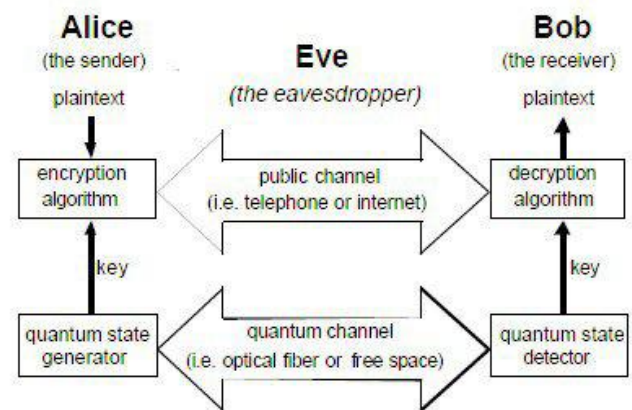 Alice
(the sender)
plaintext
Eve
(the eavesdropper)
Bob
(the receiver)
plaintext
encryption
algorithm
public channel
(i.e. telephone or internet)
decryption
algorithm
key
key
quantum state
generator
quantum channel
(i.e. optical fiber or free space)
quantum state
detector